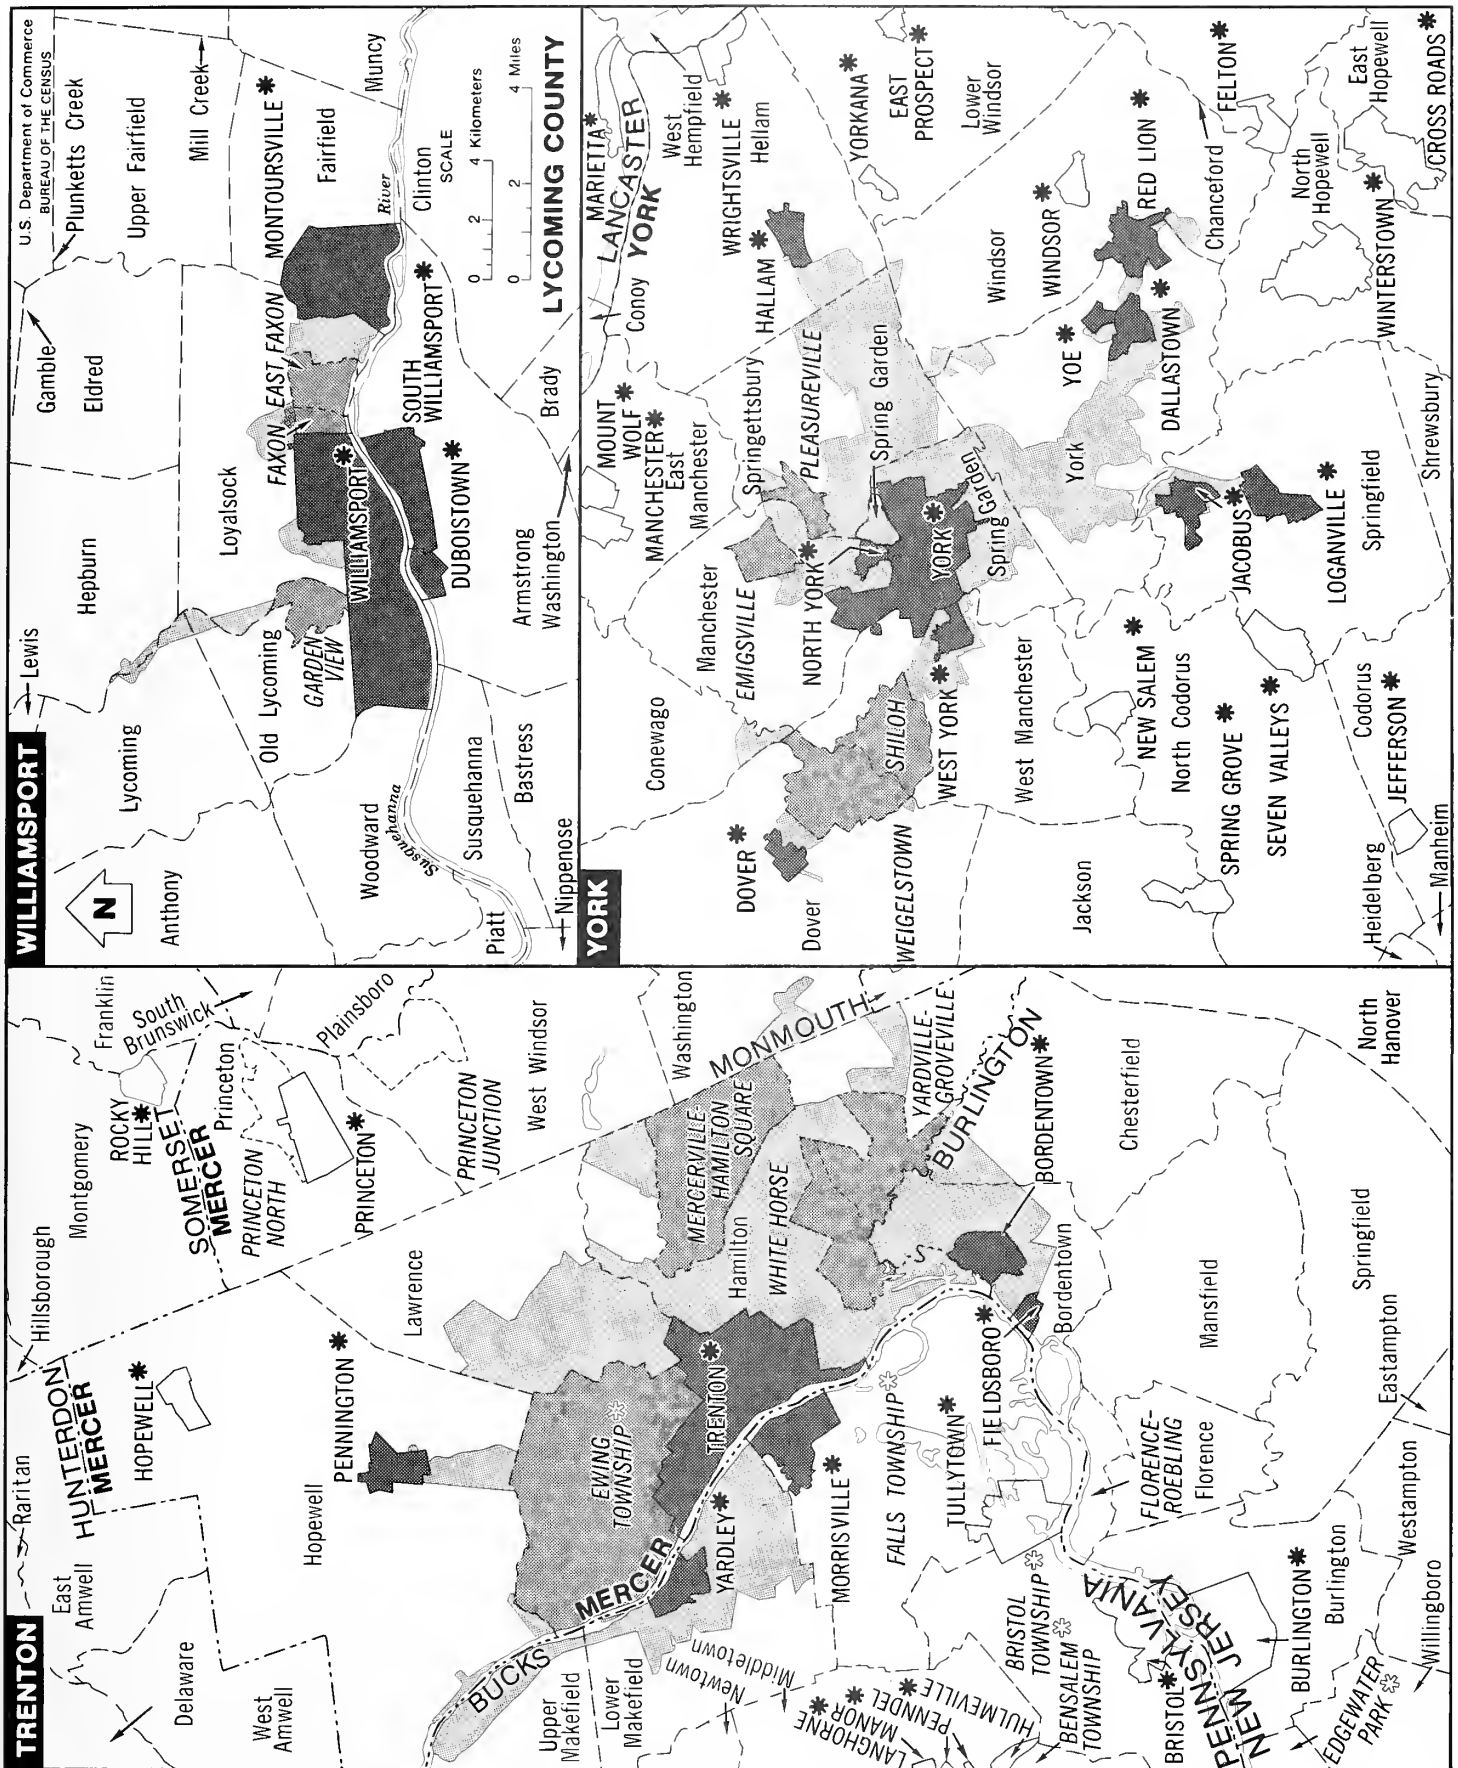 TRENTON
Raritan
Hillsborough
Franklin
South
Brunswick
Montgomery
East
Amwell
HUNTERDON
MERCER
HOPEWELL
ROCKY
HILL
SOMERSET
MERCER
Princeton
Plainsboro
Delaware
West
Amwell
Hopewell
PENNINGTON
Lawrence
PRINCETON
NORTH
PRINCETON
PRINCETON
JUNCTION
West Windsor
Washington
BUCKS
MERCER
EWING
TOWNSHIP
TRENTON
MERCERVILLE-
HAMILTON
SQUARE
Hamilton
WHITE HORSE
MONMOUTH
YARDVILLE-
GROVEVILLE
BURLINGTON
Upper
Makefield
Lower
Makefield
Newtown
Middletown
YARDLEY
MORRISVILLE
FALLS TOWNSHIP
TULLYTOWN
FIELDSBORO
BORDENTOWN
Bordentown
Chesterfield
North
Hanover
LANGHORNE
MANOR
PENNDEL
HULMEVILLE
BRISTOL
TOWNSHIP
BENSALEM
TOWNSHIP
BRISTOL
PENNSYLVANIA
NEW JERSEY
FLORENCE-
ROEBLING
Florence
Mansfield
Springfield
Eastampton
Westampton
BURLINGTON
Burlington
EDGEWATER
PARK
Willingboro
S
WILLIAMSPORT
U.S. Department of Commerce
BUREAU OF THE CENSUS
Lewis
Gamble
Plunketts Creek
Lycoming
Hepburn
Eldred
Upper Fairfield
Mill Creek
N
Anthony
Old Lycoming
Loyalsock
GARDEN
VIEW
FAXON
EAST FAXON
MONTOURSVILLE
Fairfield
Muncy
Woodward
WILLIAMSPORT
Susquehanna
River
Clinton
SOUTH
WILLIAMSPORT
DUBOISTOWN
Piatt
Susquehanna
Bastress
Nippenose
Armstrong
Washington
Brady
SCALE
0 2 4 Kilometers
0 2 4 Miles
LYCOMING COUNTY
YORK
Conoy
LANCASTER
YORK
MARIETTA
West
Hempfield
MOUNT
WOLF
MANCHESTER
East
Manchester
Conewago
Manchester
EMIGSVILLE
Springettsbury
PLEASUREVILLE
HALLAM
WRIGHTSVILLE
Hellam
YORKANA
EAST
PROSPECT
Lower
Windsor
DOVER
Dover
WEIGELSTOWN
SHILOH
NORTH YORK
Spring Garden
YORK
WEST YORK
Spring Garden
Windsor
WINDSOR
RED LION
YOE
DALLASTOWN
York
West Manchester
Jackson
NEW SALEM
North Codorus
SPRING GROVE
SEVEN VALLEYS
JACOBUS
LOGANVILLE
Springfield
Shrewsbury
Chanceford
FELTON
North
Hopewell
East
Hopewell
WINTERSTOWN
CROSS ROADS
Codorus
JEFFERSON
Heidelberg
Manheim